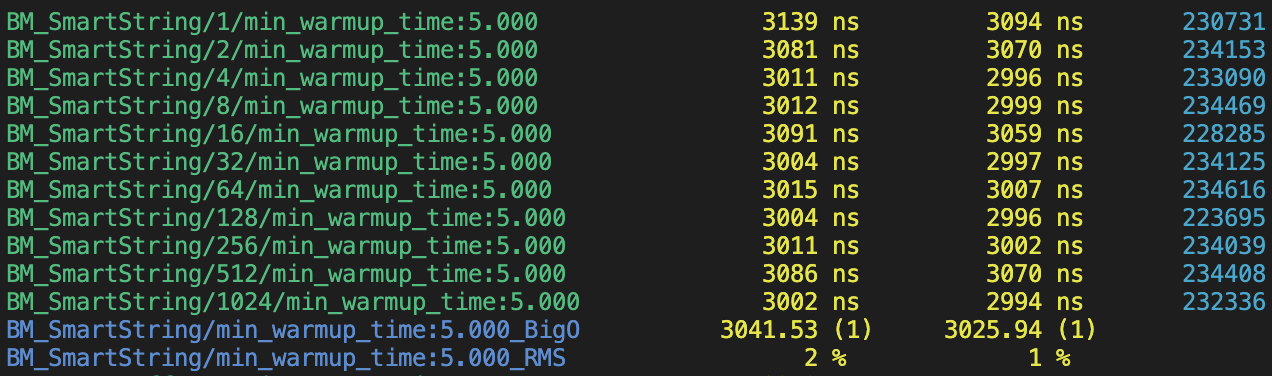 BM_SmartString/1/min_warmup_time:5.000 3139 ns 3094 ns 230731
BM_SmartString/2/min_warmup_time:5.000 3081 ns 3070 ns 234153
BM_SmartString/4/min_warmup_time:5.000 3011 ns 2996 ns 233090
BM_SmartString/8/min_warmup_time:5.000 3012 ns 2999 ns 234469
BM_SmartString/16/min_warmup_time:5.000 3091 ns 3059 ns 228285
BM_SmartString/32/min_warmup_time:5.000 3004 ns 2997 ns 234125
BM_SmartString/64/min_warmup_time:5.000 3015 ns 3007 ns 234616
BM_SmartString/128/min_warmup_time:5.000 3004 ns 2996 ns 223695
BM_SmartString/256/min_warmup_time:5.000 3011 ns 3002 ns 234039
BM_SmartString/512/min_warmup_time:5.000 3086 ns 3070 ns 234408
BM_SmartString/1024/min_warmup_time:5.000 3002 ns 2994 ns 232336
BM_SmartString/min_warmup_time:5.000_BigO 3041.53 (1) 3025.94 (1)
BM_SmartString/min_warmup_time:5.000_RMS 2 % 1 %